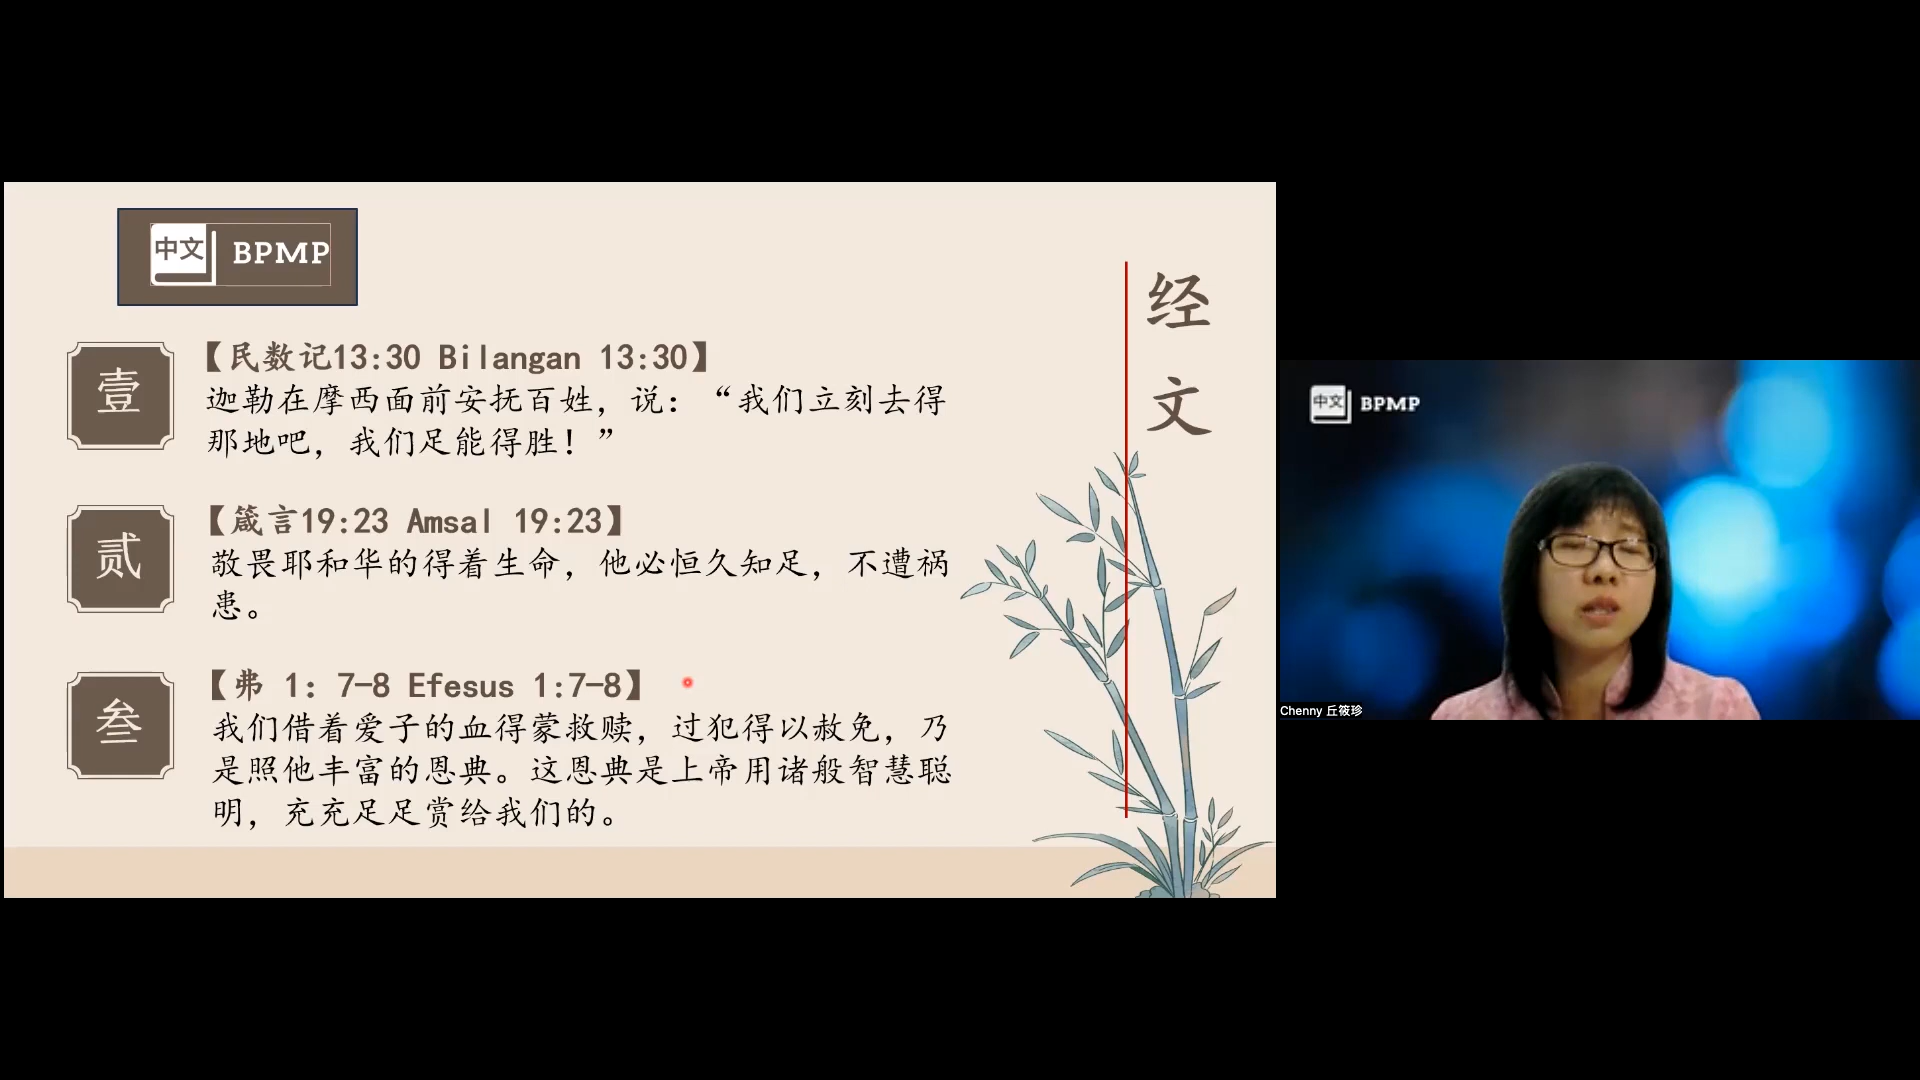 中文 BPMP
经
文
壹
【民数记13:30 Bilangan 13:30】
迦勒在摩西面前安抚百姓，说：“我们立刻去得
那地吧，我们足能得胜！”
贰
【箴言19:23 Amsal 19:23】
敬畏耶和华的得着生命，他必恒久知足，不遭祸
患。
叁
【弗 1：7-8 Efesus 1:7-8】
我们借着爱子的血得蒙救赎，过犯得以赦免，乃
是照他丰富的恩典。这恩典是上帝用诸般智慧聪
明，充充足足赏给我们的。
中文 BPMP
Chenny 丘筱珍